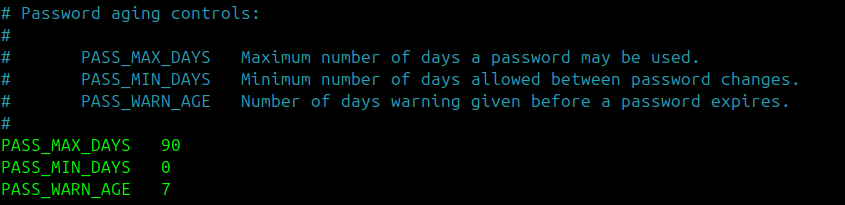 # Password aging controls:
#
#       PASS_MAX_DAYS   Maximum number of days a password may be used.
#       PASS_MIN_DAYS   Minimum number of days allowed between password changes.
#       PASS_WARN_AGE   Number of days warning given before a password expires.
#
PASS_MAX_DAYS   90
PASS_MIN_DAYS   0
PASS_WARN_AGE   7